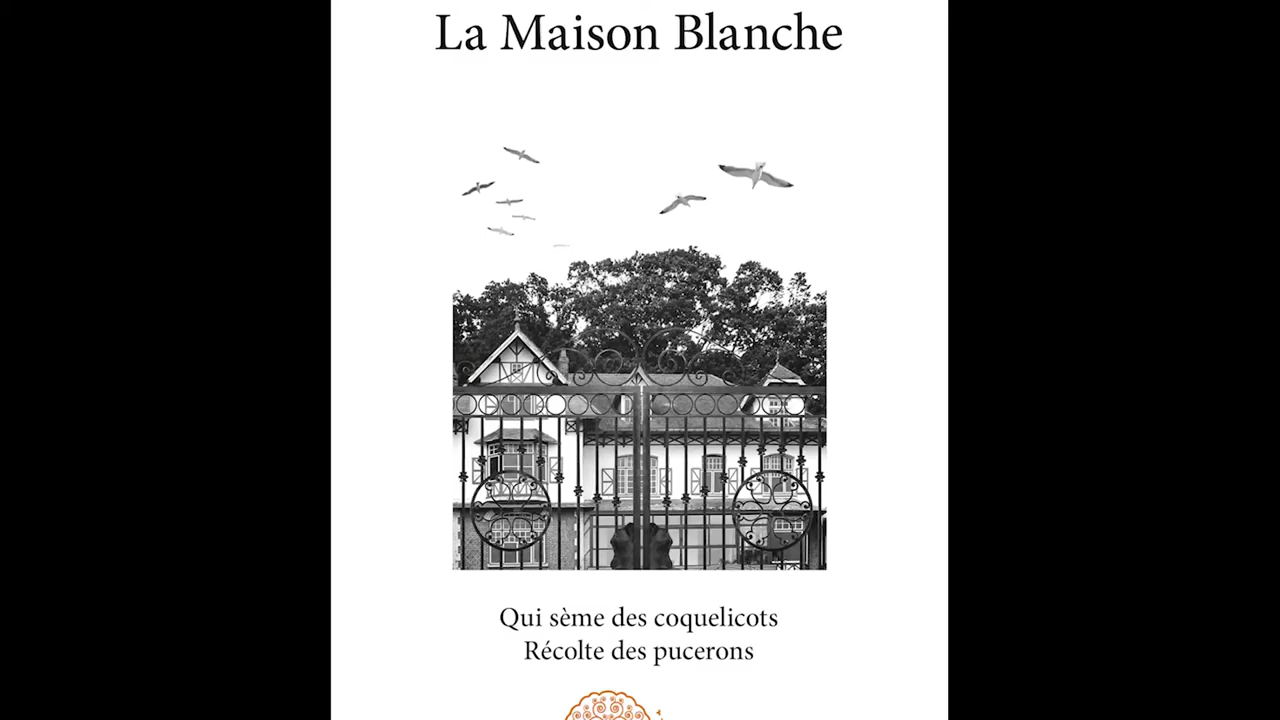 La Maison Blanche
Qui sème des coquelicots
Récolte des pucerons